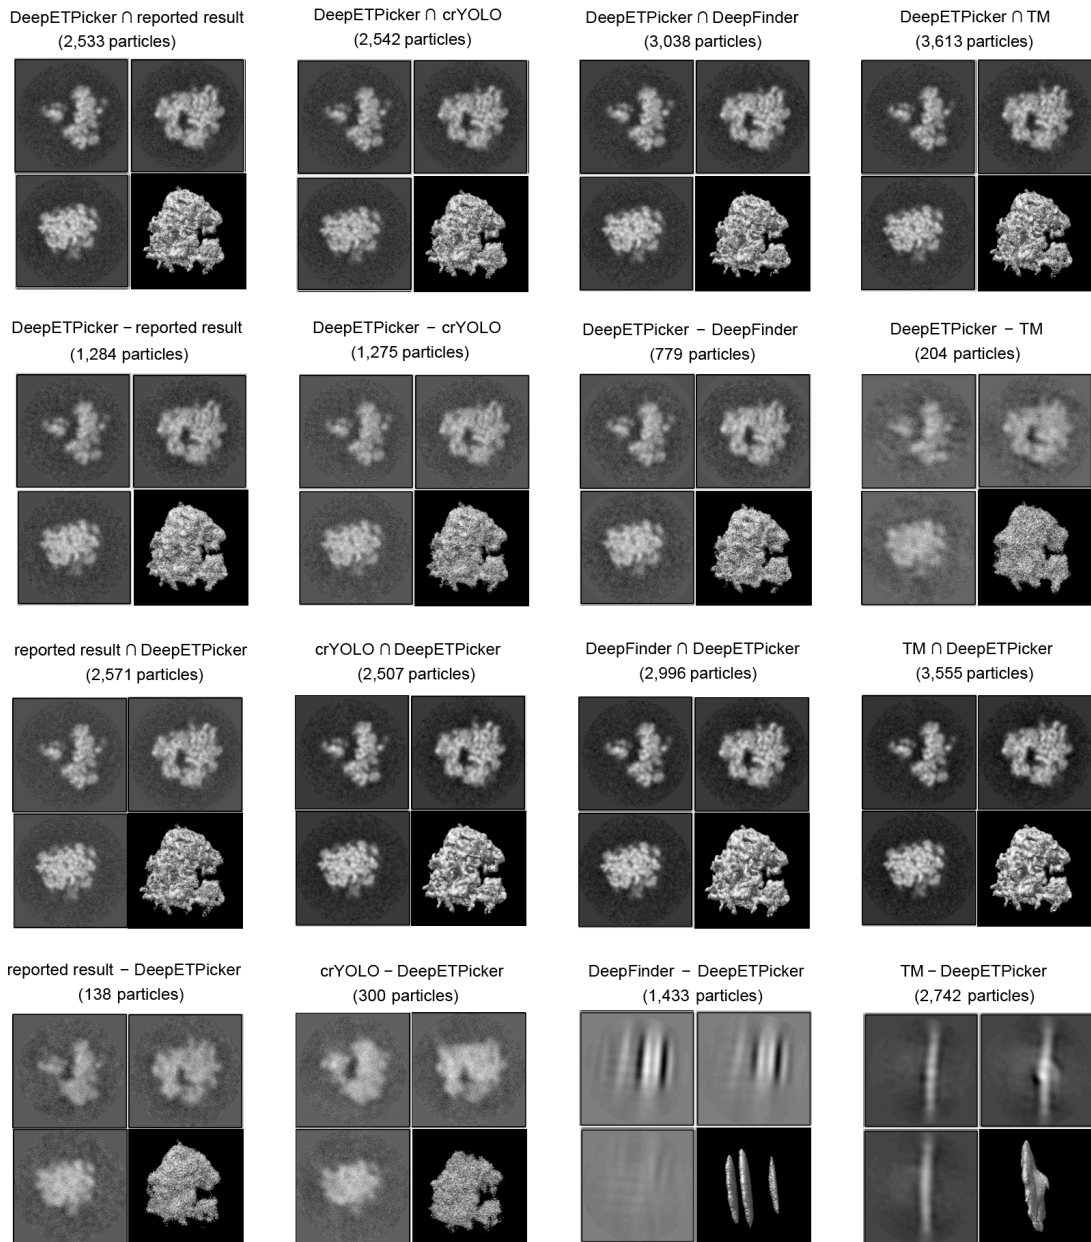 DeepETPicker ∩ reported result
(2,533 particles)
DeepETPicker ∩ crYOLO
(2,542 particles)
DeepETPicker ∩ DeepFinder
(3,038 particles)
DeepETPicker ∩ TM
(3,613 particles)
DeepETPicker – reported result
(1,284 particles)
DeepETPicker – crYOLO
(1,275 particles)
DeepETPicker - DeepFinder
(779 particles)
DeepETPicker - TM
(204 particles)
reported result ∩ DeepETPicker
(2,571 particles)
crYOLO ∩ DeepETPicker
(2,507 particles)
DeepFinder ∩ DeepETPicker
(2,996 particles)
TM ∩ DeepETPicker
(3,555 particles)
reported result – DeepETPicker
(138 particles)
crYOLO – DeepETPicker
(300 particles)
DeepFinder – DeepETPicker
(1,433 particles)
TM – DeepETPicker
(2,742 particles)